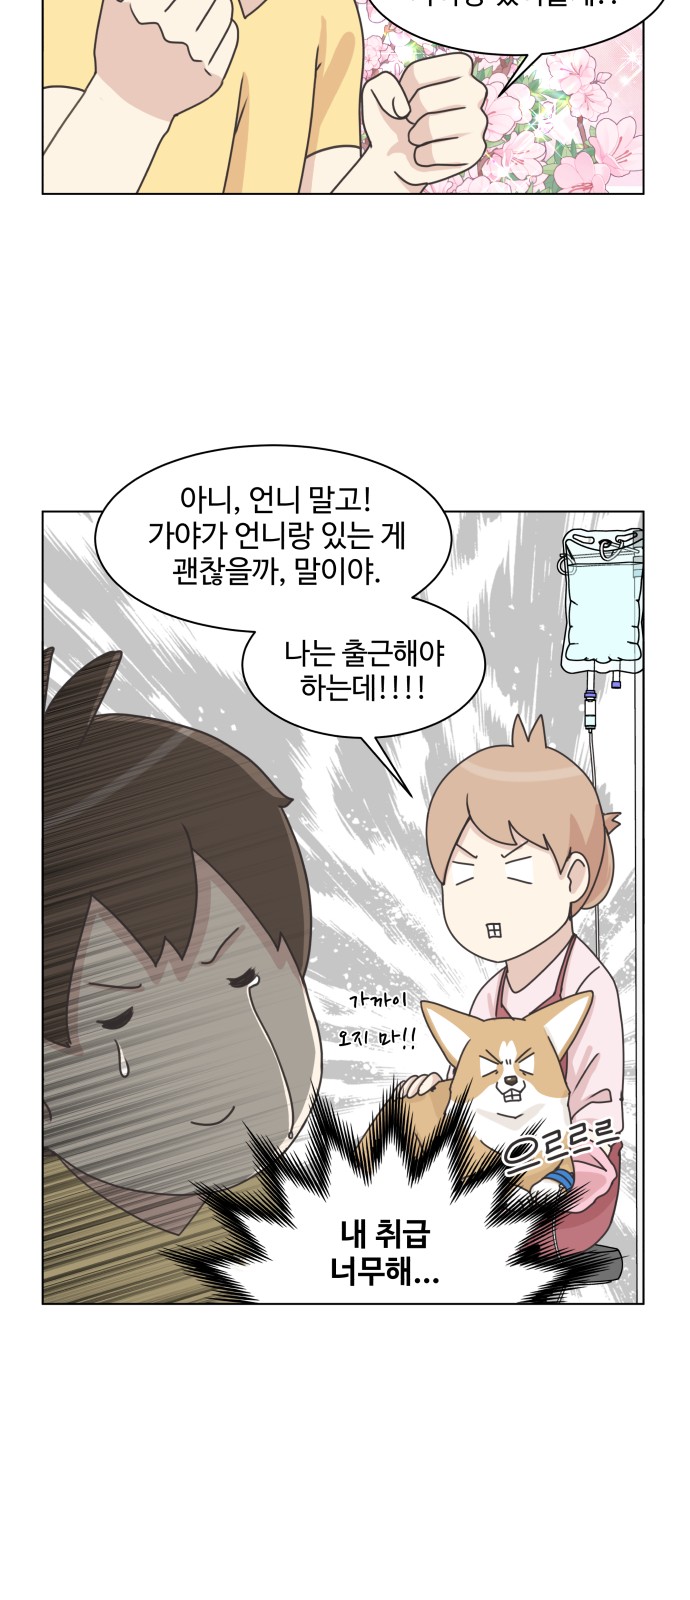 아니, 언니 말고!
가야가 언니랑 있는 게
괜찮을까, 말이야.
나는 출근해야
하는데!!!!
가까이
오지 마!!
으르르르
내 취급
너무해...